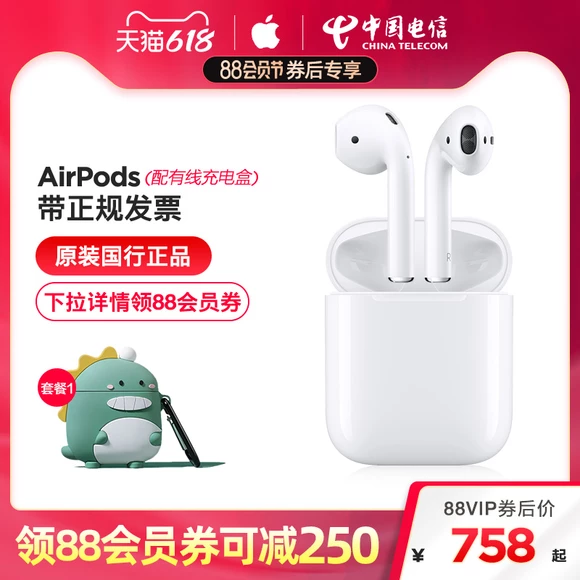 天猫618
中国电信
CHINA TELECOM
88会员节券后专享
AirPods(配有线充电盒)
带正规发票
原装国行正品
下拉详情领88会员券
套餐1
R
领88会员券可减250
88VIP券后价
¥ 758 起